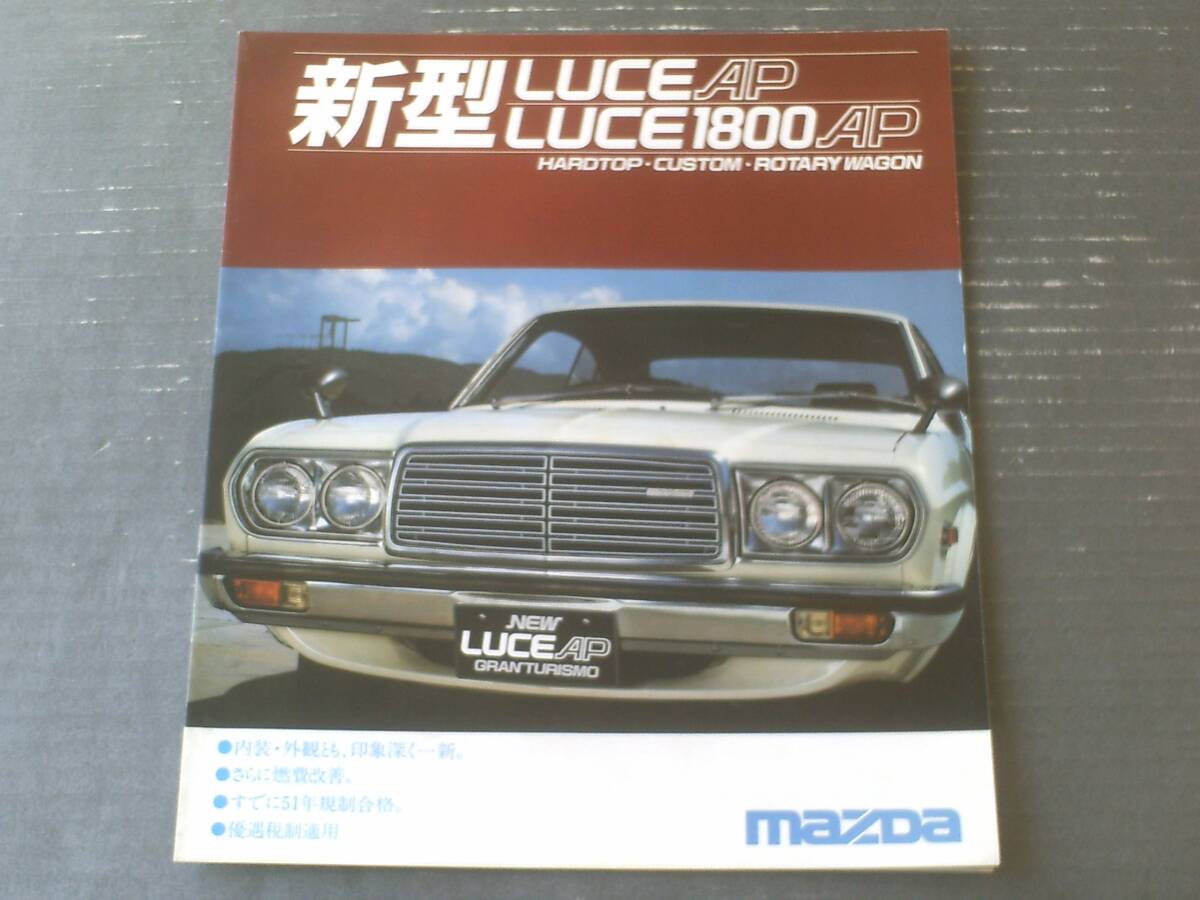 新型 LUCE AP
LUCE 1800 AP
HARDTOP・CUSTOM・ROTARY WAGON
NEW
LUCE AP
GRAN TURISMO
●内装・外観とも、印象深く一新。
●さらに燃費改善。
●すでに51年規制合格。
●優遇税制適用
mazda